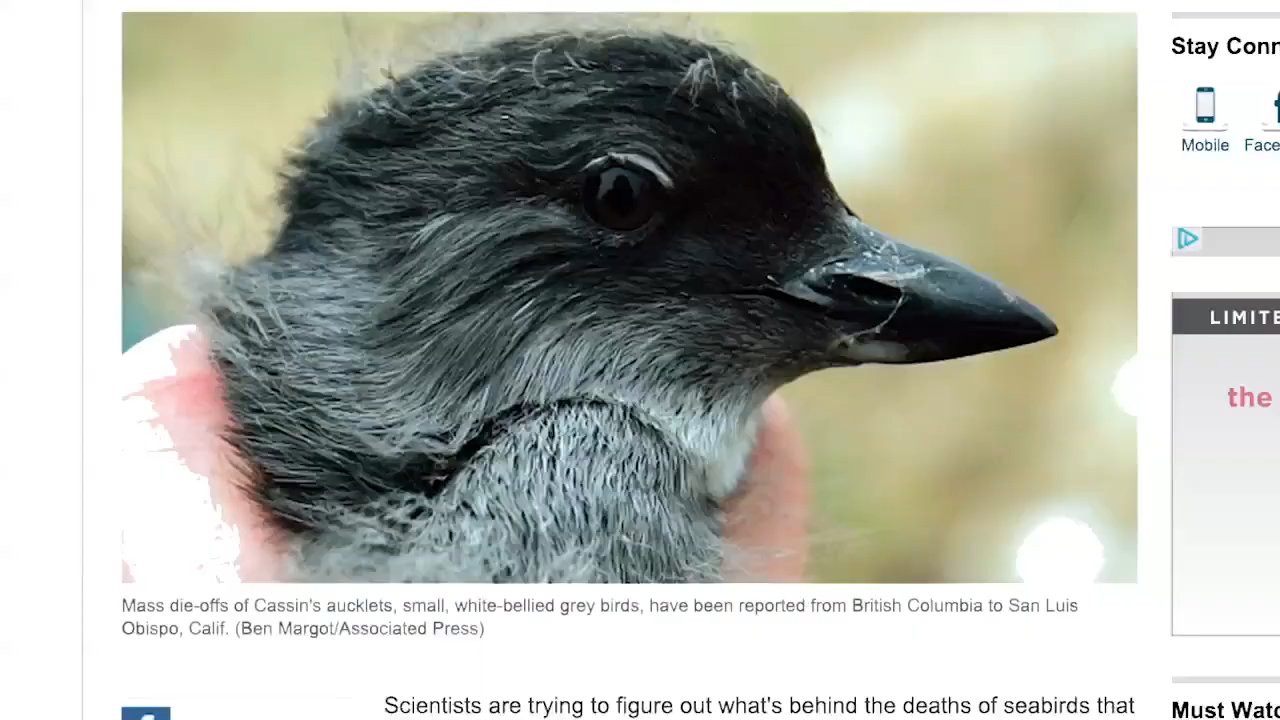 Stay Conn
Mobile
Face
LIMITE
the
Mass die-offs of Cassin's aucklets, small, white-bellied grey birds, have been reported from British Columbia to San Luis
Obispo, Calif. (Ben Margot/Associated Press)
Scientists are trying to figure out what's behind the deaths of seabirds that
Must Watc